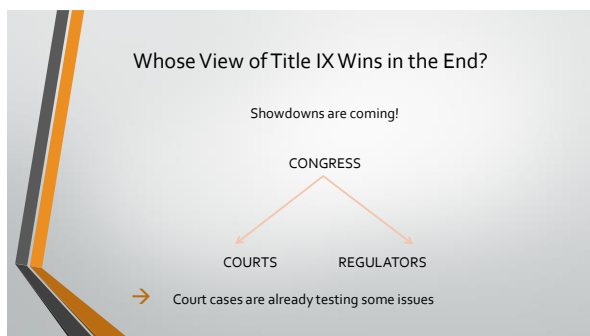 Whose View of Title IX Wins in the End?
Showdowns are coming!
CONGRESS
COURTS REGULATORS
→ Court cases are already testing some issues